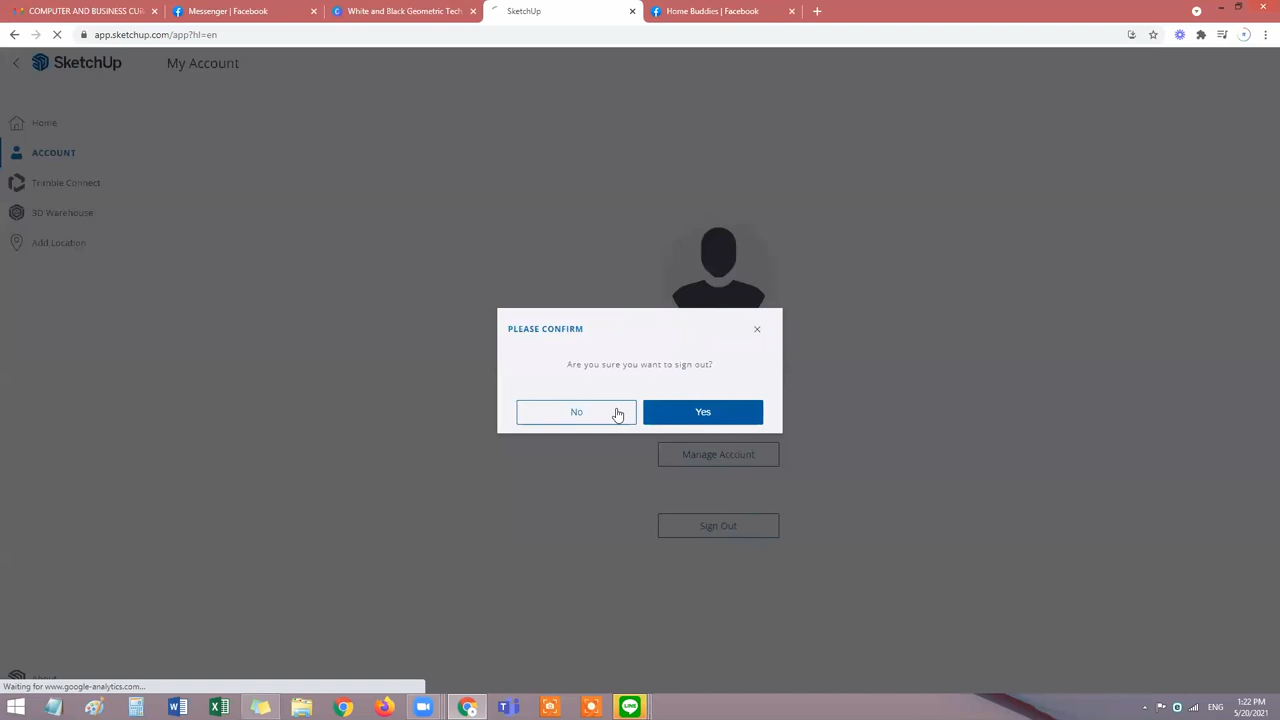 COMPUTER AND BUSINESS CUR
Messenger | Facebook
White and Black Geometric Tech
SketchUp
Home Buddies | Facebook
app.sketchup.com/app?hl=en
SketchUp
My Account
Home
ACCOUNT
Trimble Connect
3D Warehouse
Add Location
PLEASE CONFIRM
Are you sure you want to sign out?
No
Yes
Manage Account
Sign Out
About
Waiting for www.google-analytics.com...
LINE
ENG
1:22 PM
5/20/2021